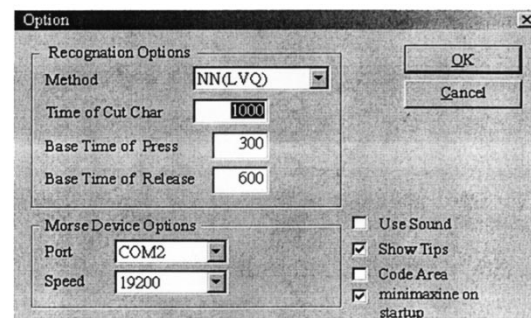 Option
Recognation Options
Method NN(LVQ)
Time of Cut Char 1000
Base Time of Press 300
Base Time of Release 600
OK
Cancel
Morse Device Options
Port COM2
Speed 19200
Use Sound
Show Tips
Code Area
minimaxine on
startup